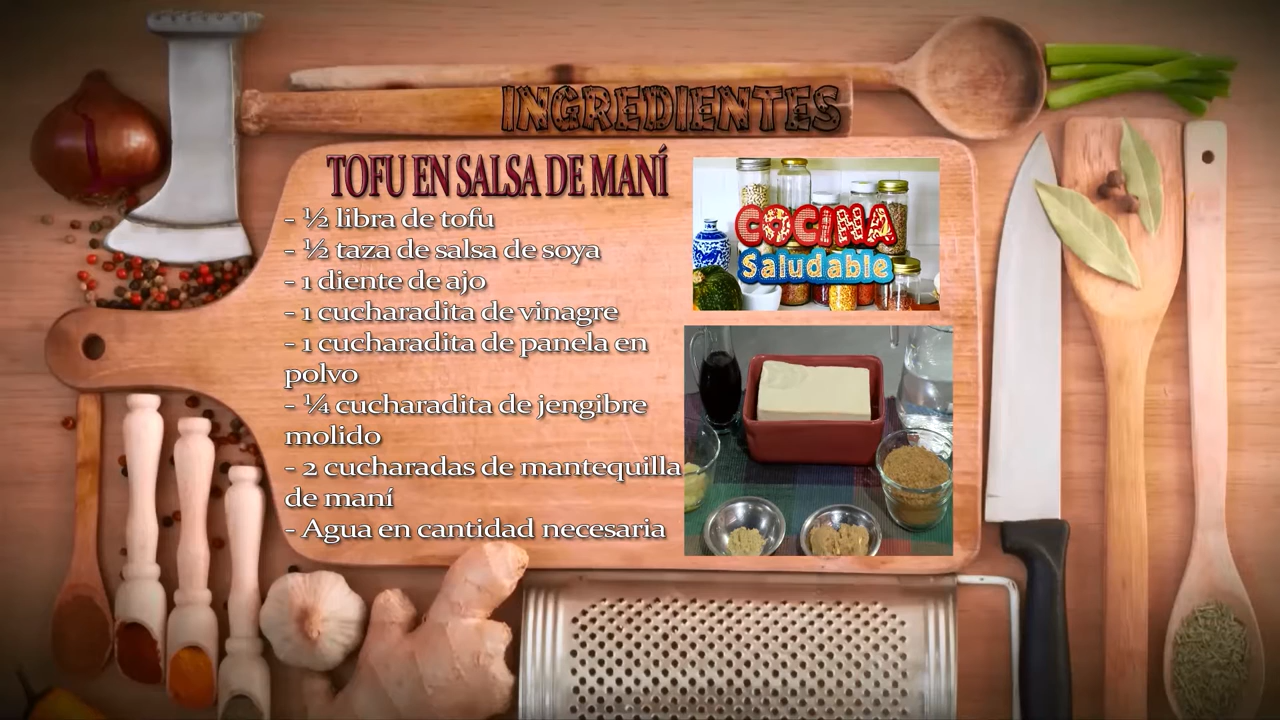 INGREDIENTES
TOFU EN SALSA DE MANÍ
- ½ libra de tofu
- ½ taza de salsa de soya
- 1 diente de ajo
- 1 cucharadita de vinagre
- 1 cucharadita de panela en
polvo
- ¼ cucharadita de jengibre
molido
- 2 cucharadas de mantequilla
de maní
- Agua en cantidad necesaria
COCINA
Saludable